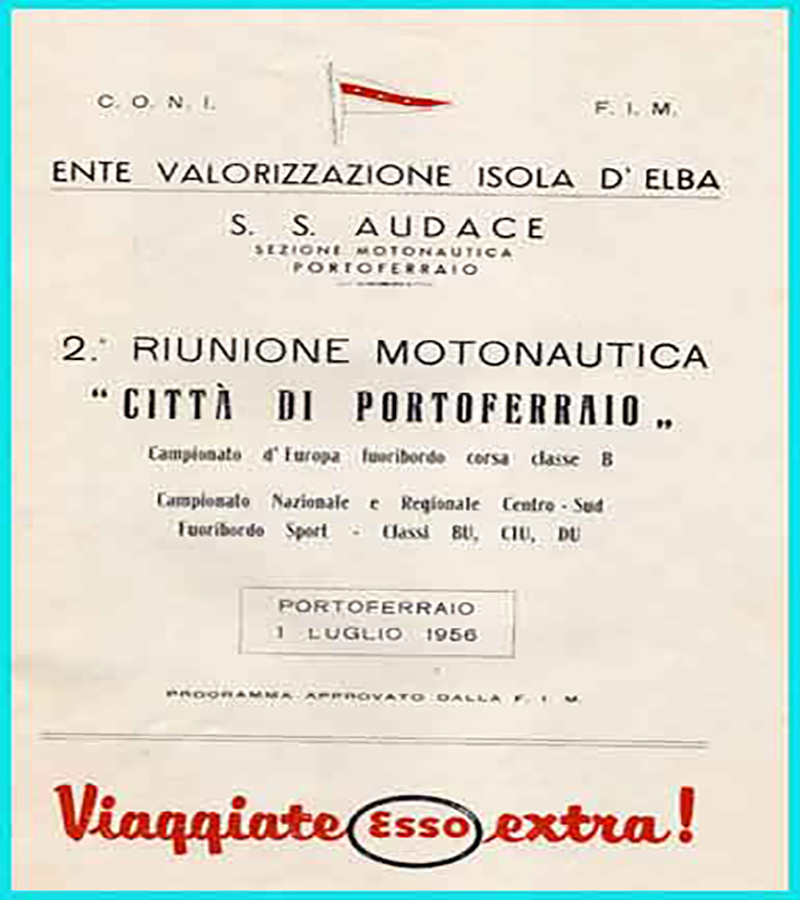 C. O. N. I.
F. I. M.
ENTE VALORIZZAZIONE ISOLA D' ELBA
S. S. AUDACE
SEZIONE MOTONAUTICA
PORTOFERRAIO
2.ª RIUNIONE MOTONAUTICA
“ CITTÀ DI PORTOFERRAIO „
Campionato d' Europa fuoribordo corsa classe B
Campionato Nazionale e Regionale Centro - Sud
Fuoribordo Sport - Classi BU, CIU, DU
PORTOFERRAIO
1 LUGLIO 1956
PROGRAMMA APPROVATO DALLA F. I. M.
Viaggiate Esso extra!